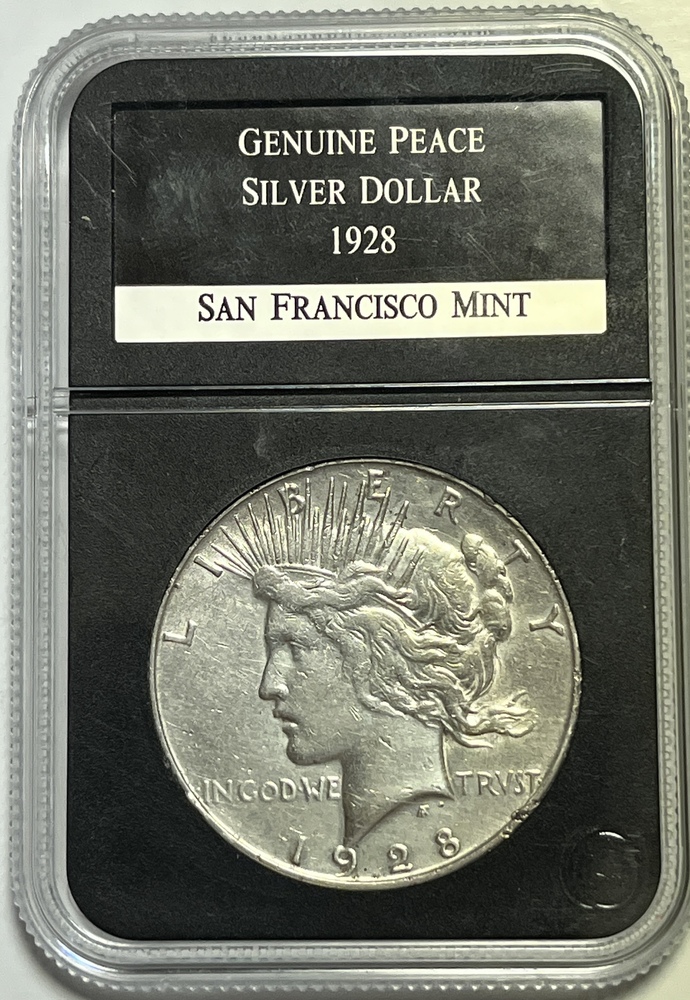 GENUINE PEACE
SILVER DOLLAR
1928
SAN FRANCISCO MINT
LIBERTY
IN GOD WE TRVST
1928